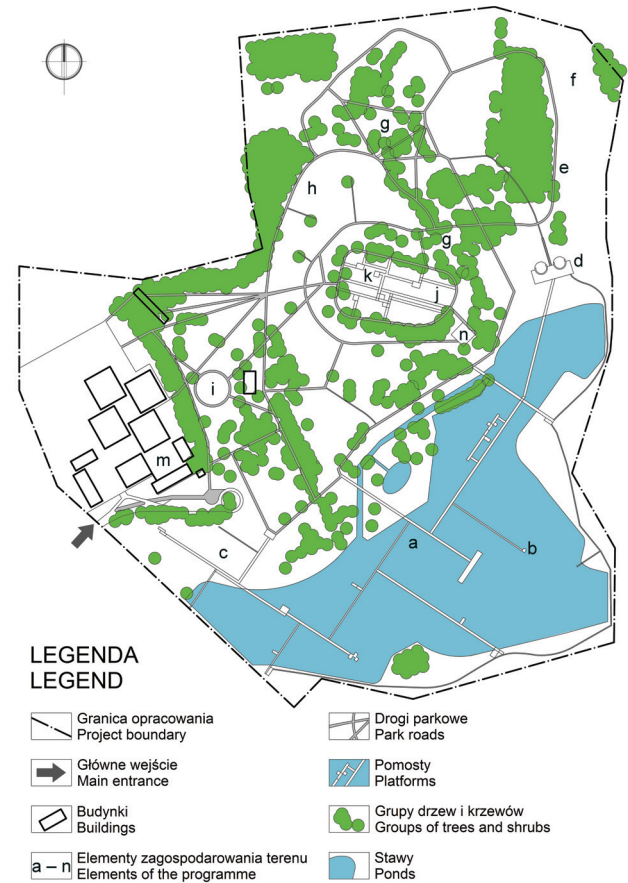 f
g
e
h
g
d
k
j
n
i
m
a
b
c
LEGENDA
LEGEND
Granica opracowania
Project boundary
Główne wejście
Main entrance
Budynki
Buildings
a – n
Elementy zagospodarowania terenu
Elements of the programme
Drogi parkowe
Park roads
Pomosty
Platforms
Grupy drzew i krzewów
Groups of trees and shrubs
Stawy
Ponds